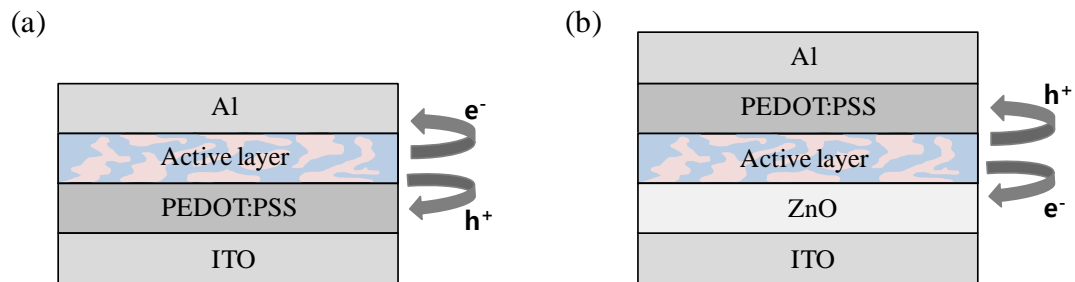 (a)
Al
e-
Active layer
PEDOT:PSS
h+
ITO
(b)
Al
PEDOT:PSS
h+
Active layer
ZnO
e-
ITO